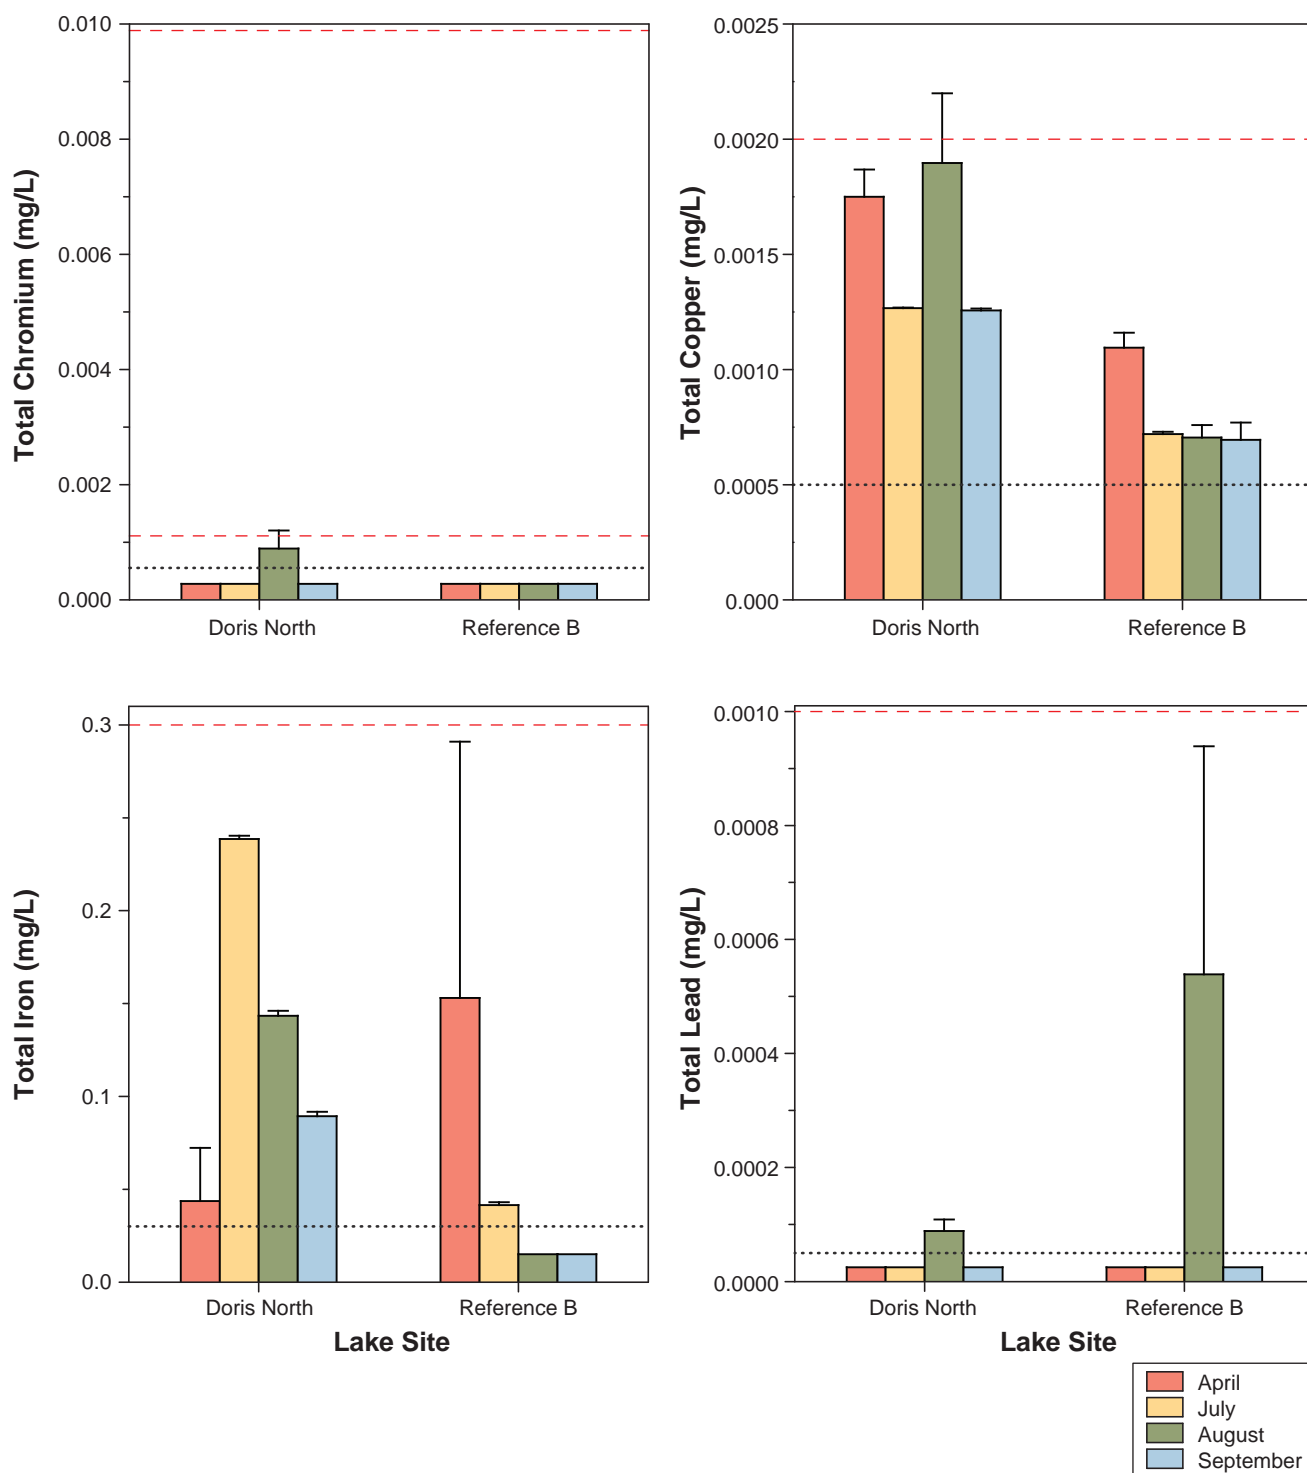 Total Chromium (mg/L)
0.010
0.008
0.006
0.004
0.002
0.000
Doris North
Reference B
Total Copper (mg/L)
0.0025
0.0020
0.0015
0.0010
0.0005
0.000
Doris North
Reference B
Total Iron (mg/L)
0.3
0.2
0.1
0.0
Doris North
Reference B
Lake Site
Total Lead (mg/L)
0.0010
0.0008
0.0006
0.0004
0.0002
0.0000
Doris North
Reference B
Lake Site
April
July
August
September